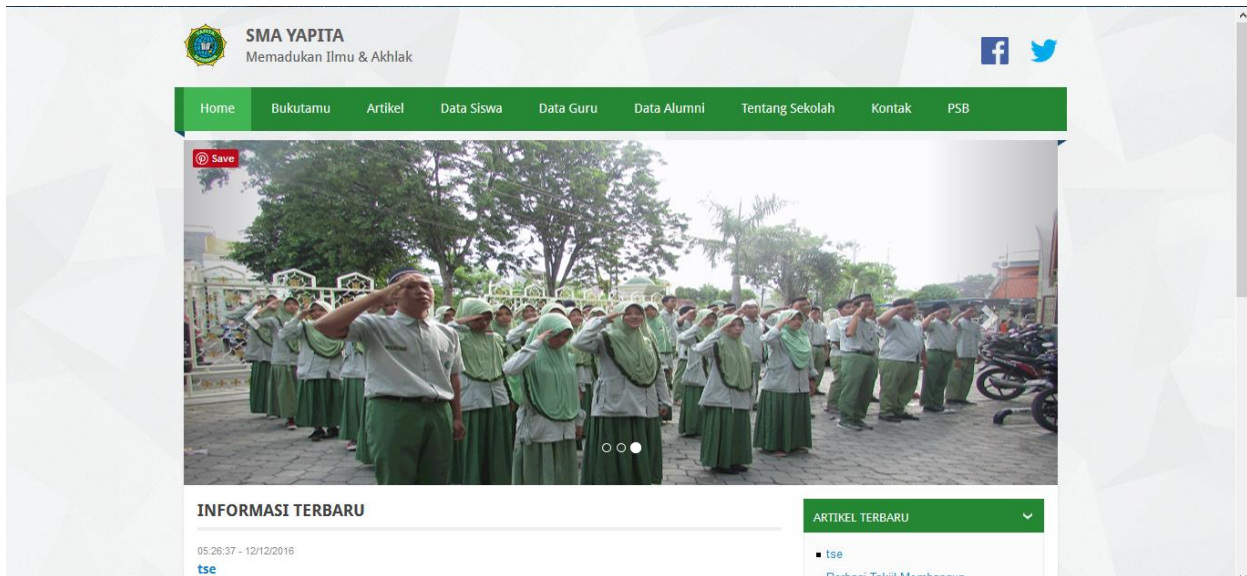 SMA YAPITA
Memadukan Ilmu & Akhlak
Home Bukutamu Artikel Data Siswa Data Guru Data Alumni Tentang Sekolah Kontak PSB
Save
INFORMASI TERBARU
05:26:37 - 12/12/2016
tse
ARTIKEL TERBARU
tse